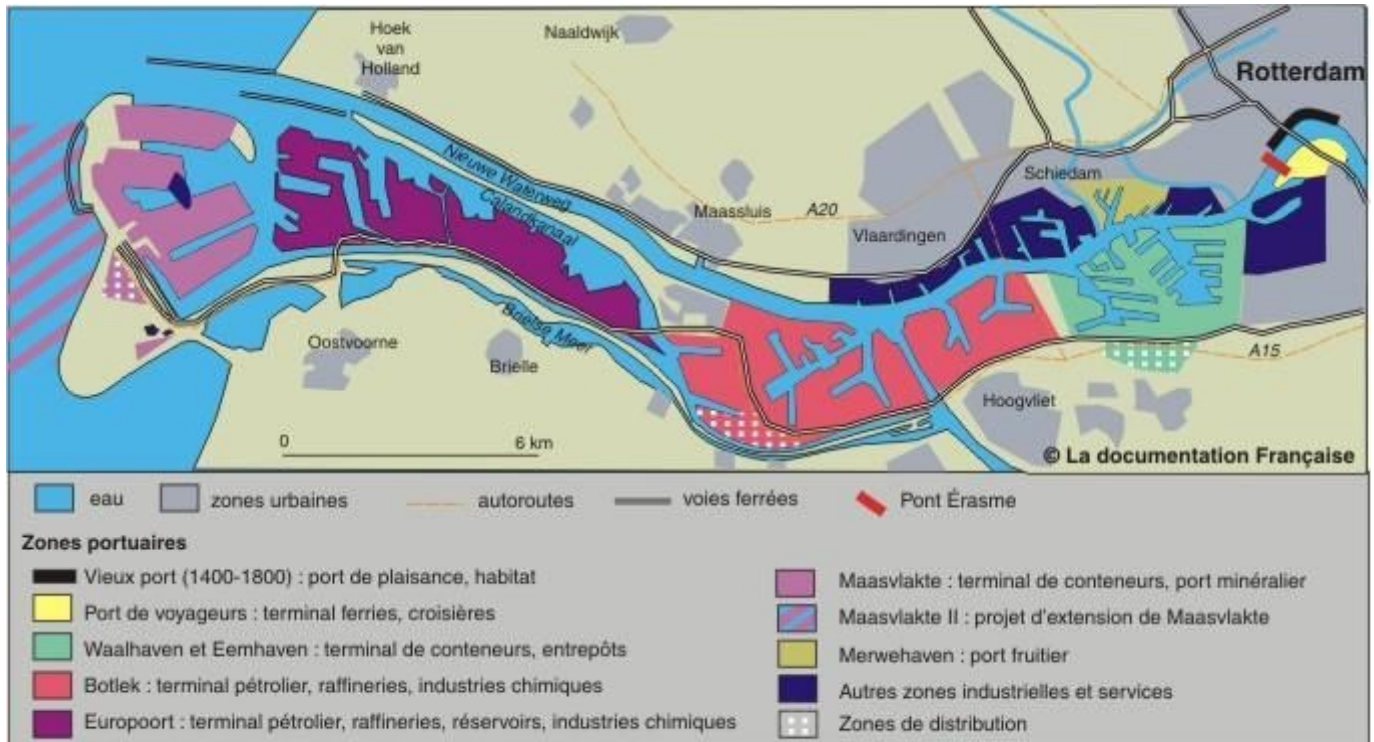 Hoek
van
Holland
Naaldwijk
Rotterdam
Nieuwe Waterweg
Calandkanaal
Maassluis
A20
Schiedam
Vlaardingen
Oostvoorne
Brielle
Brielse Meer
Hoogvliet
A15
0 6 km
© La documentation Française
eau
zones urbaines
autoroutes
voies ferrées
Pont Érasme
Zones portuaires
Vieux port (1400-1800) : port de plaisance, habitat
Port de voyageurs : terminal ferries, croisières
Waalhaven et Eemhaven : terminal de conteneurs, entrepôts
Botlek : terminal pétrolier, raffineries, industries chimiques
Europoort : terminal pétrolier, raffineries, réservoirs, industries chimiques
Maasvlakte : terminal de conteneurs, port minéralier
Maasvlakte II : projet d'extension de Maasvlakte
Merwehaven : port fruitier
Autres zones industrielles et services
Zones de distribution